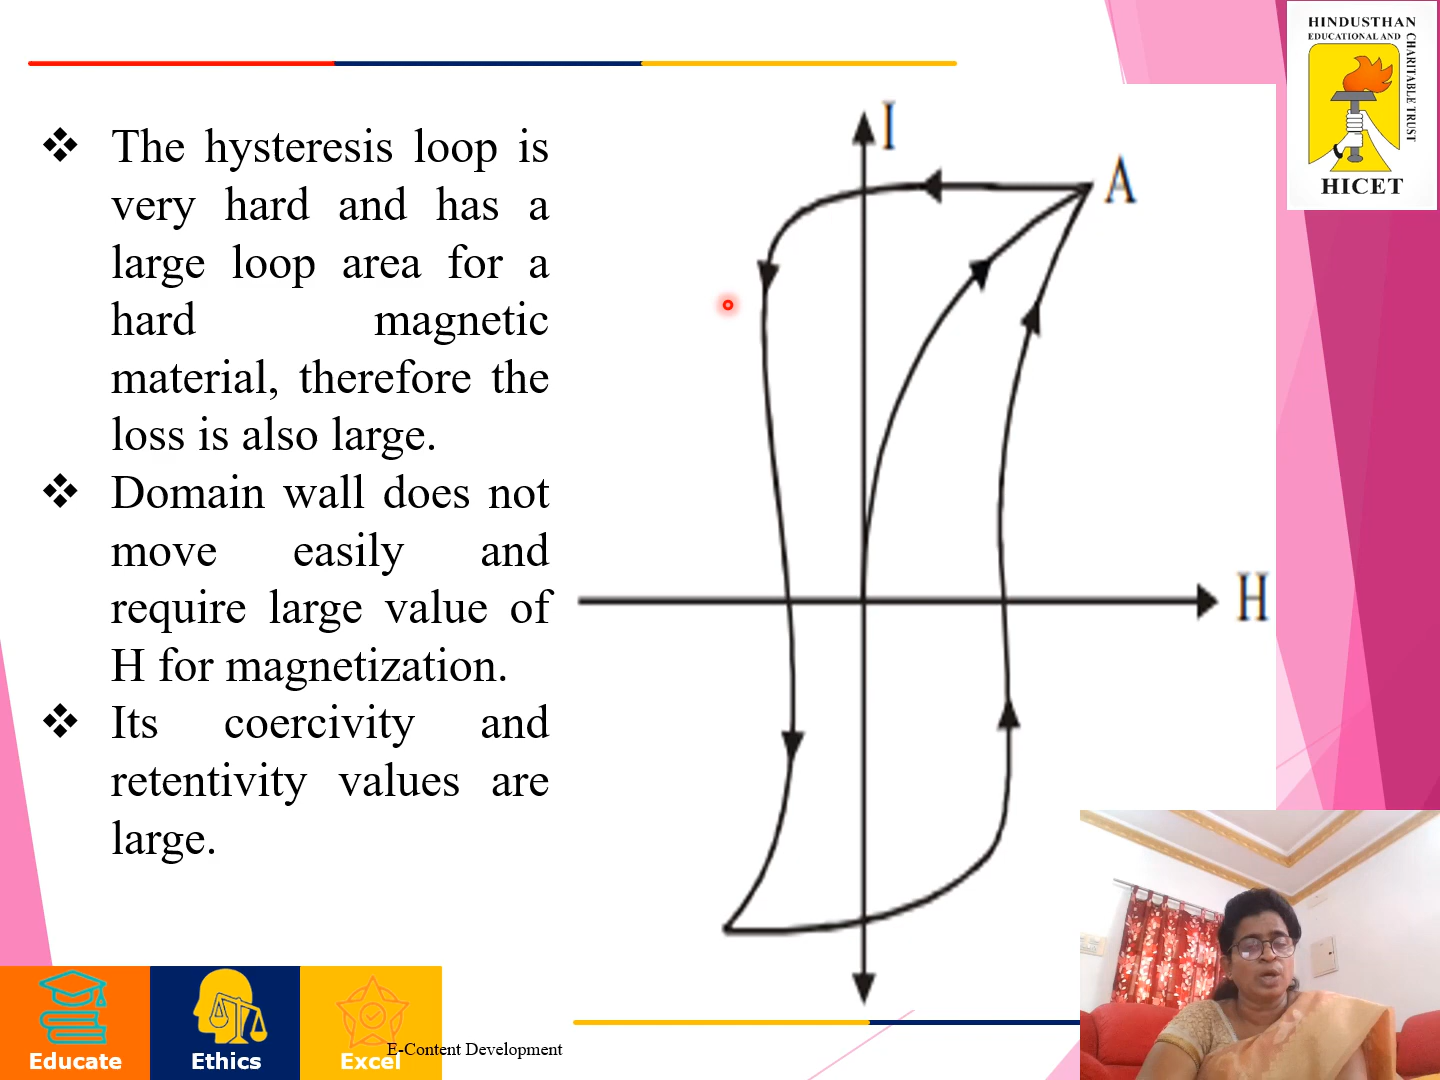 HINDUSTHAN
EDUCATIONAL AND
CHARITABLE TRUST
HICET
❖ The hysteresis loop is
very hard and has a
large loop area for a
hard magnetic
material, therefore the
loss is also large.
❖ Domain wall does not
move easily and
require large value of
H for magnetization.
❖ Its coercivity and
retentivity values are
large.
I
A
H
Educate
Ethics
Excel
E-Content Development